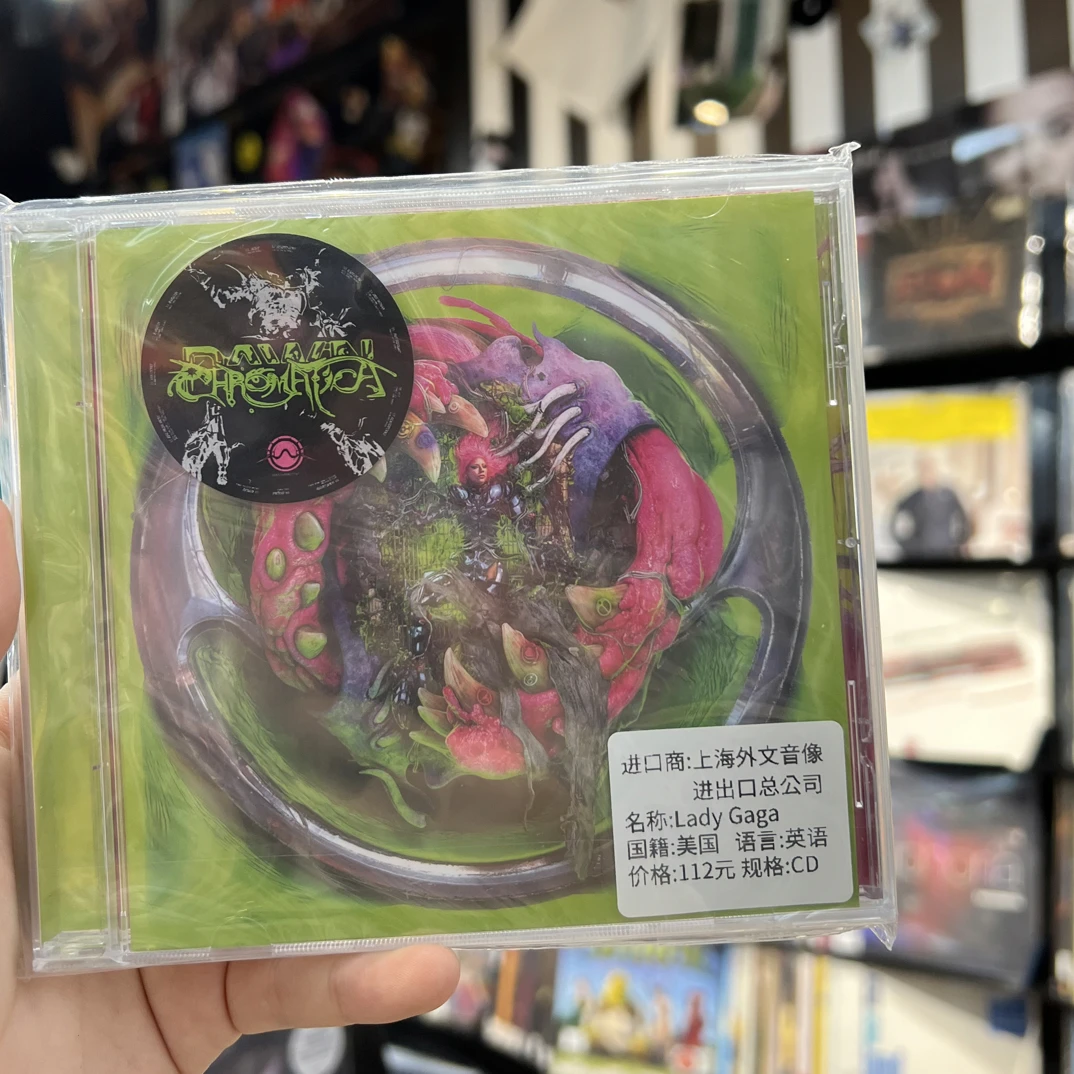 DAWN
OF
CHROMATICA
进口商:上海外文音像
进出口总公司
名称:Lady Gaga
国籍:美国 语言:英语
价格:112元 规格:CD